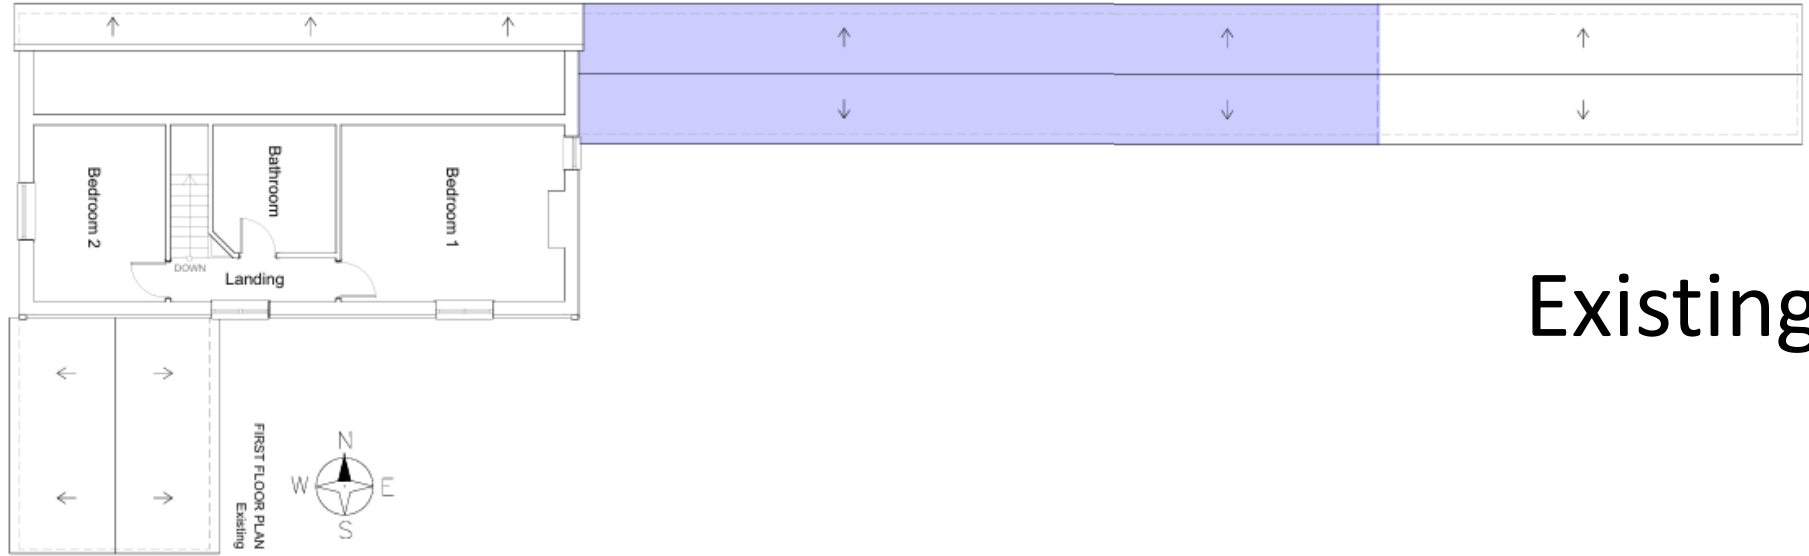 Bedroom 2
Bathroom
Bedroom 1
DOWN
Landing
Existing
FIRST FLOOR PLAN
Existing
N
W E
S